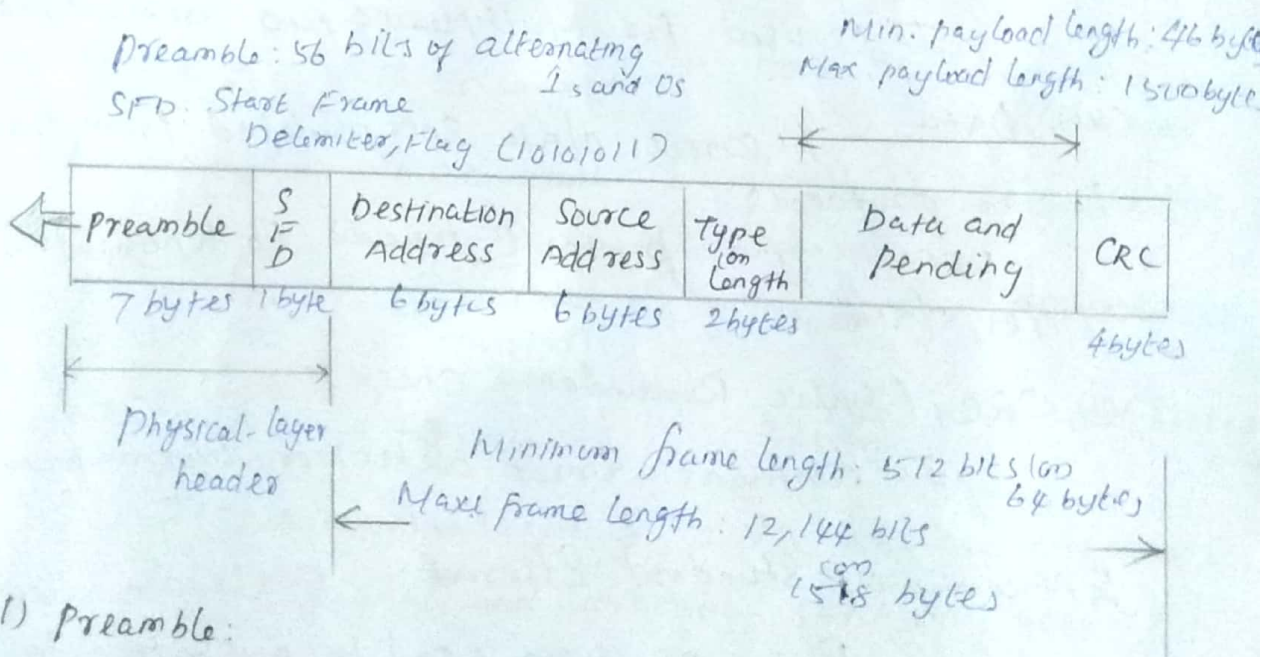 Preamble: 56 bits of alternating
1s and 0s
SFD: Start Frame
Delemiter, Flag (10101011)
Min. payload length: 46 byte
Max payload length: 1500 byte
Preamble
SFD
Destination
Address
Source
Address
Type
(or)
Length
Data and
Pending
CRC
7 bytes 1 byte 6 bytes 6 bytes 2 bytes
4 bytes
Physical-layer
header
Minimum frame length: 512 bits (or)
64 bytes
Max frame length: 12,144 bits
(or)
1518 bytes
1) Preamble: